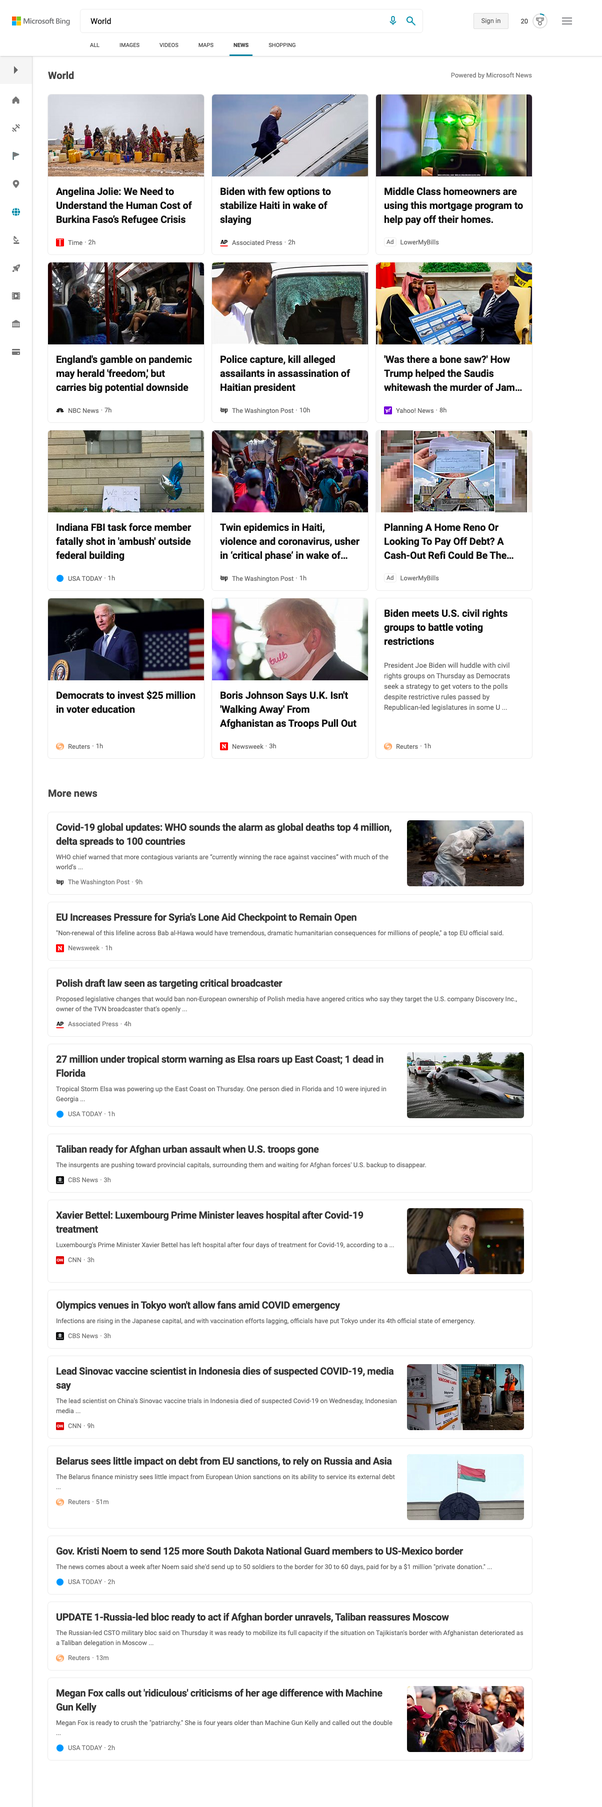 Microsoft Bing
World
Sign in
20
ALL IMAGES VIDEOS MAPS NEWS SHOPPING
World
Powered by Microsoft News
Angelina Jolie: We Need to
Understand the Human Cost of
Burkina Faso's Refugee Crisis
Time · 2h
Biden with few options to
stabilize Haiti in wake of
slaying
AP Associated Press · 2h
Middle Class homeowners are
using this mortgage program to
help pay off their homes.
Ad LowerMyBills
England's gamble on pandemic
may herald 'freedom,' but
carries big potential downside
NBC News · 7h
Police capture, kill alleged
assailants in assassination of
Haitian president
wp The Washington Post · 10h
'Was there a bone saw?' How
Trump helped the Saudis
whitewash the murder of Jam...
Yahoo! News · 8h
Indiana FBI task force member
fatally shot in 'ambush' outside
federal building
USA TODAY · 1h
Twin epidemics in Haiti,
violence and coronavirus, usher
in 'critical phase' in wake of...
wp The Washington Post · 1h
Planning A Home Reno Or
Looking To Pay Off Debt? A
Cash-Out Refi Could Be The...
Ad LowerMyBills
Democrats to invest $25 million
in voter education
Reuters · 1h
Boris Johnson Says U.K. Isn't
'Walking Away' From
Afghanistan as Troops Pull Out
N Newsweek · 3h
Biden meets U.S. civil rights
groups to battle voting
restrictions
President Joe Biden will huddle with civil
rights groups on Thursday as Democrats
seek a strategy to get voters to the polls
despite restrictive rules passed by
Republican-led legislatures in some U ...
Reuters · 1h
More news
Covid-19 global updates: WHO sounds the alarm as global deaths top 4 million,
delta spreads to 100 countries
WHO chief warned that more contagious variants are "currently winning the race against vaccines" with much of the
world's ...
wp The Washington Post · 9h
EU Increases Pressure for Syria's Lone Aid Checkpoint to Remain Open
"Non-renewal of this lifeline across Bab al-Hawa would have tremendous, dramatic humanitarian consequences for millions of people," a top EU official said.
N Newsweek · 1h
Polish draft law seen as targeting critical broadcaster
Proposed legislative changes that would ban non-European ownership of Polish media have angered critics who say they target the U.S. company Discovery Inc.,
owner of the TVN broadcaster that's openly ...
AP Associated Press · 4h
27 million under tropical storm warning as Elsa roars up East Coast; 1 dead in
Florida
Tropical Storm Elsa was powering up the East Coast on Thursday. One person died in Florida and 10 were injured in
Georgia ...
USA TODAY · 1h
Taliban ready for Afghan urban assault when U.S. troops gone
The insurgents are pushing toward provincial capitals, surrounding them and waiting for Afghan forces' U.S. backup to disappear.
CBS News · 3h
Xavier Bettel: Luxembourg Prime Minister leaves hospital after Covid-19
treatment
Luxembourg's Prime Minister Xavier Bettel has left hospital after four days of treatment for Covid-19, according to a ...
CNN CNN · 3h
Olympics venues in Tokyo won't allow fans amid COVID emergency
Infections are rising in the Japanese capital, and with vaccination efforts lagging, officials have put Tokyo under its 4th official state of emergency.
CBS News · 3h
Lead Sinovac vaccine scientist in Indonesia dies of suspected COVID-19, media
say
The lead scientist on China's Sinovac vaccine trials in Indonesia died of suspected Covid-19 on Wednesday, Indonesian
media ...
CNN CNN · 9h
Belarus sees little impact on debt from EU sanctions, to rely on Russia and Asia
The Belarus finance ministry sees little impact from European Union sanctions on its ability to service its external debt
...
Reuters · 51m
Gov. Kristi Noem to send 125 more South Dakota National Guard members to US-Mexico border
The news comes about a week after Noem said she'd send up to 50 soldiers to the border for 30 to 60 days, paid for by a $1 million "private donation." ...
USA TODAY · 2h
UPDATE 1-Russia-led bloc ready to act if Afghan border unravels, Taliban reassures Moscow
The Russian-led CSTO military bloc said on Thursday it was ready to mobilize its full capacity if the situation on Tajikistan's border with Afghanistan deteriorated as
a Taliban delegation in Moscow ...
Reuters · 13m
Megan Fox calls out 'ridiculous' criticisms of her age difference with Machine
Gun Kelly
Megan Fox is ready to crush the "patriarchy." She is four years older than Machine Gun Kelly and called out the double
...
USA TODAY · 2h